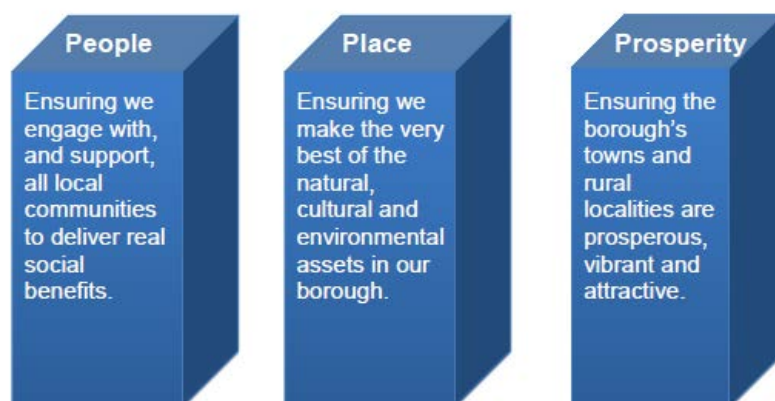 People
Ensuring we
engage with,
and support,
all local
communities
to deliver real
social
benefits.
Place
Ensuring we
make the very
best of the
natural,
cultural and
environmental
assets in our
borough.
Prosperity
Ensuring the
borough's
towns and
rural
localities are
prosperous,
vibrant and
attractive.